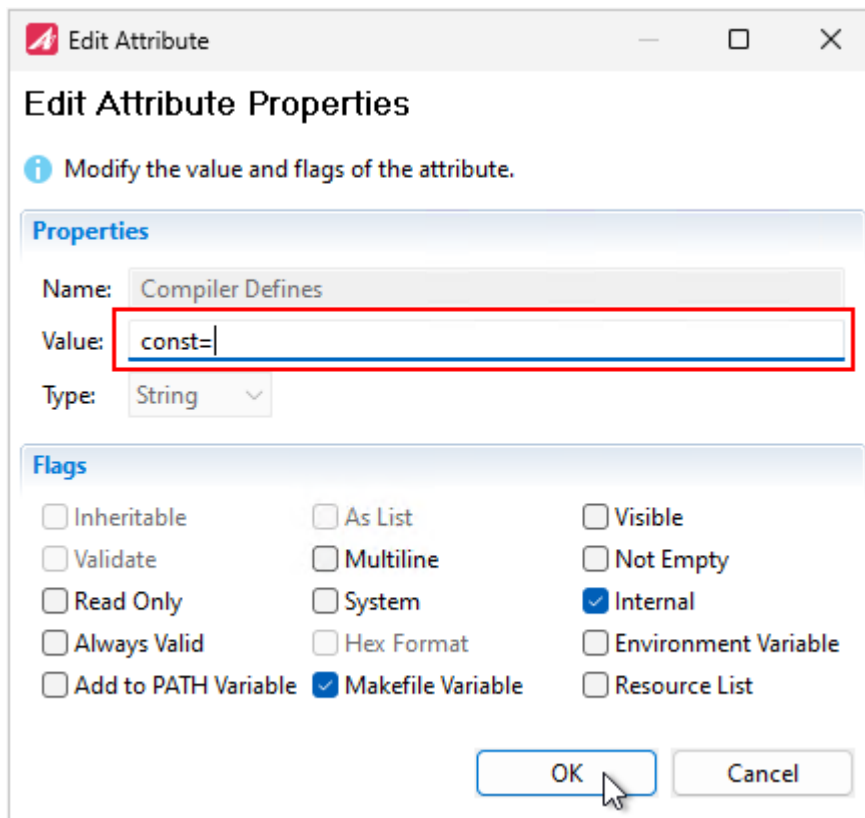 Edit Attribute
Edit Attribute Properties
Modify the value and flags of the attribute.
Properties
Name: Compiler Defines
Value: const=
Type: String
Flags
Inheritable As List Visible
Validate Multiline Not Empty
Read Only System Internal
Always Valid Hex Format Environment Variable
Add to PATH Variable Makefile Variable Resource List
OK Cancel